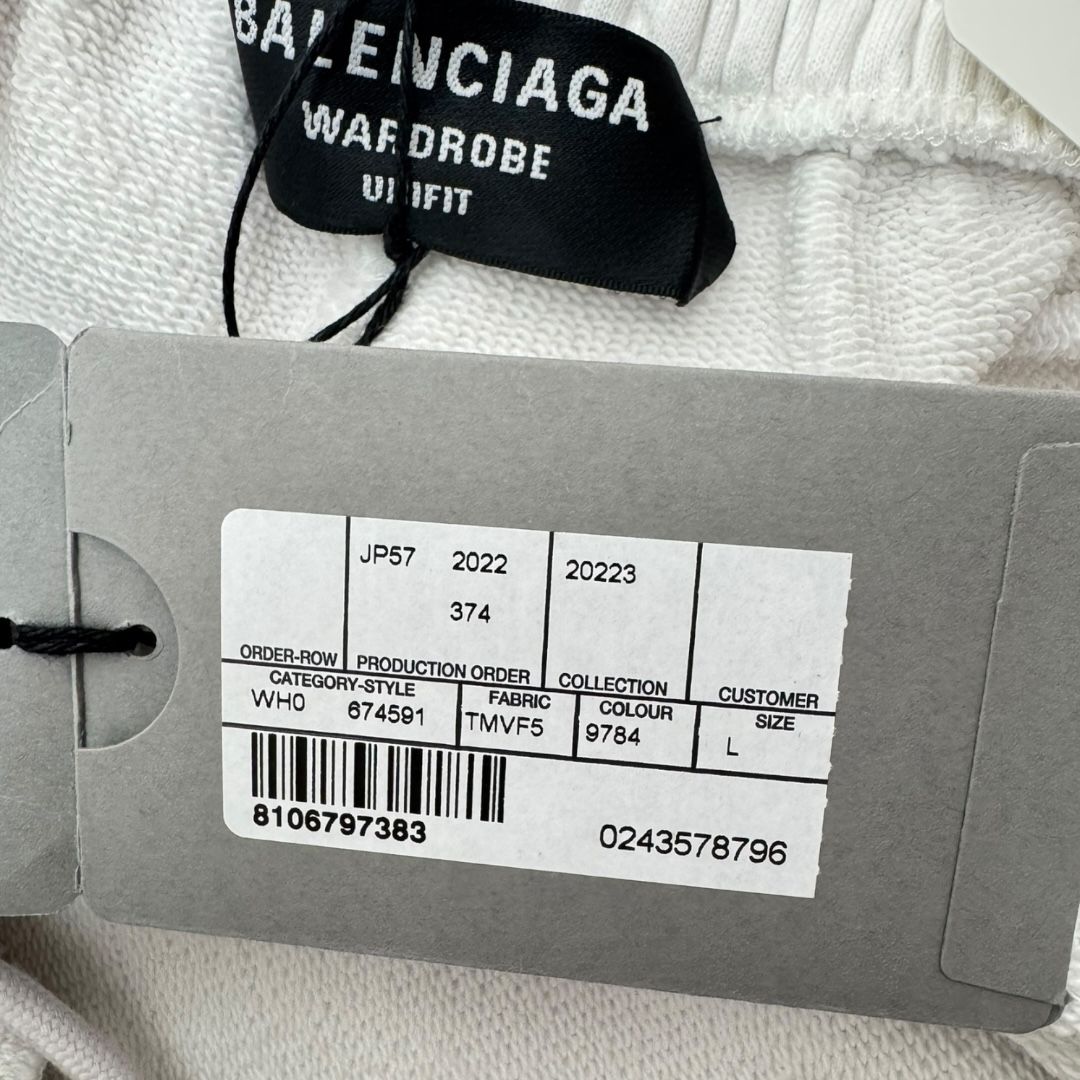 BALENCIAGA
WARDROBE
UNIFIT
JP57 2022 20223
374
ORDER-ROW PRODUCTION ORDER COLLECTION CUSTOMER
CATEGORY-STYLE FABRIC COLOUR SIZE
WH0 674591 TMVF5 9784 L
8106797383 0243578796